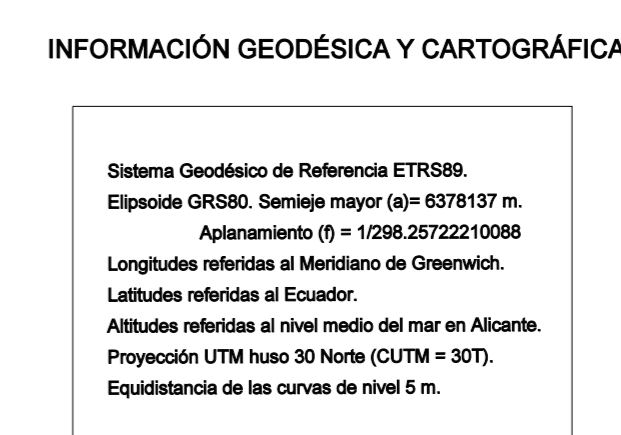 INFORMACIÓN GEODÉSICA Y CARTOGRÁFICA
Sistema Geodésico de Referencia ETRS89.
Elipsoide GRS80. Semieje mayor (a)= 6378137 m.
Aplanamiento (f) = 1/298.25722210088
Longitudes referidas al Meridiano de Greenwich.
Latitudes referidas al Ecuador.
Altitudes referidas al nivel medio del mar en Alicante.
Proyección UTM huso 30 Norte (CUTM = 30T).
Equidistancia de las curvas de nivel 5 m.